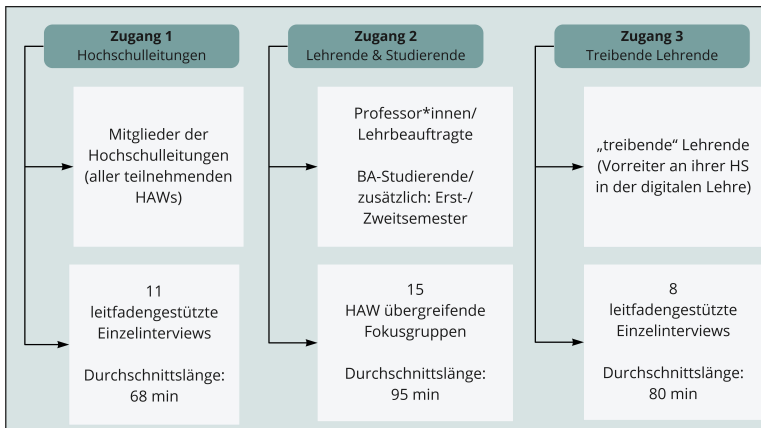 Zugang 1
Hochschulleitungen
Mitglieder der
Hochschulleitungen
(aller teilnehmenden
HAWs)
11
leitfadengestützte
Einzelinterviews
Durchschnittslänge:
68 min
Zugang 2
Lehrende & Studierende
Professor*innen/
Lehrbeauftragte
BA-Studierende/
zusätzlich: Erst-/
Zweitsemester
15
HAW übergreifende
Fokusgruppen
Durchschnittslänge:
95 min
Zugang 3
Treibende Lehrende
„treibende“ Lehrende
(Vorreiter an ihrer HS
in der digitalen Lehre)
8
leitfadengestützte
Einzelinterviews
Durchschnittslänge:
80 min